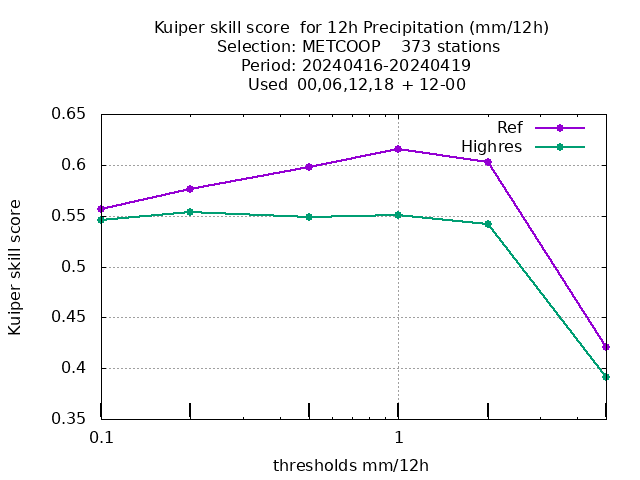 Kuiper skill score  for 12h Precipitation (mm/12h)
Selection: METCOOP    373 stations
Period: 20240416-20240419
Used  00,06,12,18  + 12-00
Ref
Highres
0.65
0.6
0.55
0.5
0.45
0.4
0.35
0.1
1
Kuiper skill score
thresholds mm/12h